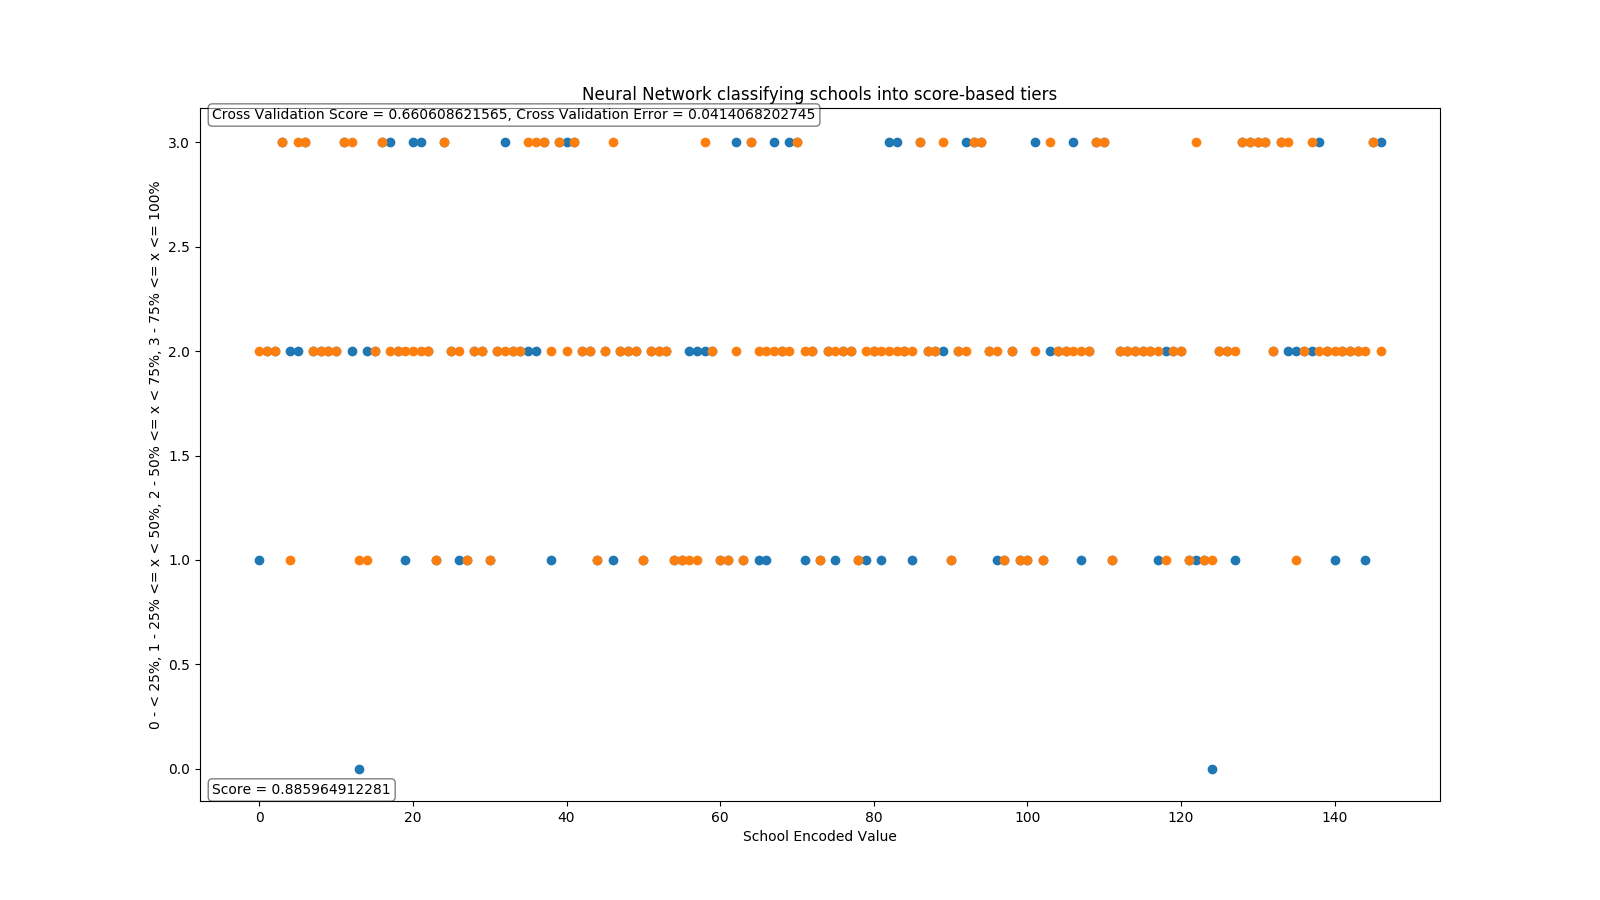 Neural Network classifying schools into score-based tiers
Cross Validation Score = 0.660608621565, Cross Validation Error = 0.0414068202745
3.0
2.5
2.0
1.5
1.0
0.5
0.0
0 - < 25%, 1 - 25% <= x < 50%, 2 - 50% <= x < 75%, 3 - 75% <= x <= 100%
Score = 0.885964912281
0 20 40 60 80 100 120 140
School Encoded Value